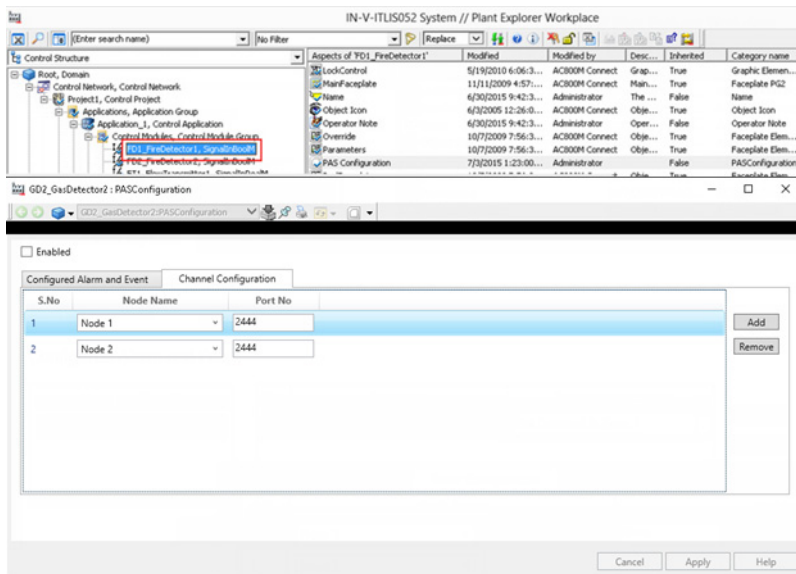 IN-V-ITLIS052 System // Plant Explorer Workplace
(Enter search name) No Filter Replace
Control Structure
Root, Domain
Control Network, Control Network
Project1, Control Project
Applications, Application Group
Application_1, Control Application
Control Modules, Control Module Group
FD1_FireDetector1, SignalInBoolM
FD2_FireDetector2, SignalInBoolM
Aspects of 'FD1_FireDetector1' Modified Modified by Desc... Inherited Category name
LockControl 5/19/2010 6:06:3... AC800M Connect Grap... True Graphic Elemen...
MainFaceplate 11/11/2009 4:57:... AC800M Connect Main... True Faceplate PG2
Name 6/30/2015 9:42:3... Administrator The ... False Name
Object Icon 6/3/2005 12:26:0... AC800M Connect Obje... True Object Icon
Operator Note 6/30/2015 9:42:3... Administrator Oper... False Operator Note
Override 10/7/2009 7:56:3... AC800M Connect Obje... True Faceplate Elem...
Parameters 10/7/2009 7:56:3... AC800M Connect Obje... True Faceplate Elem...
PAS Configuration 7/3/2015 1:23:00... Administrator False PASConfiguration
GD2_GasDetector2 : PASConfiguration
GD2_GasDetector2:PASConfiguration
Enabled
Configured Alarm and Event Channel Configuration
S.No Node Name Port No
1 Node 1 2444
2 Node 2 2444
Add
Remove
Cancel Apply Help